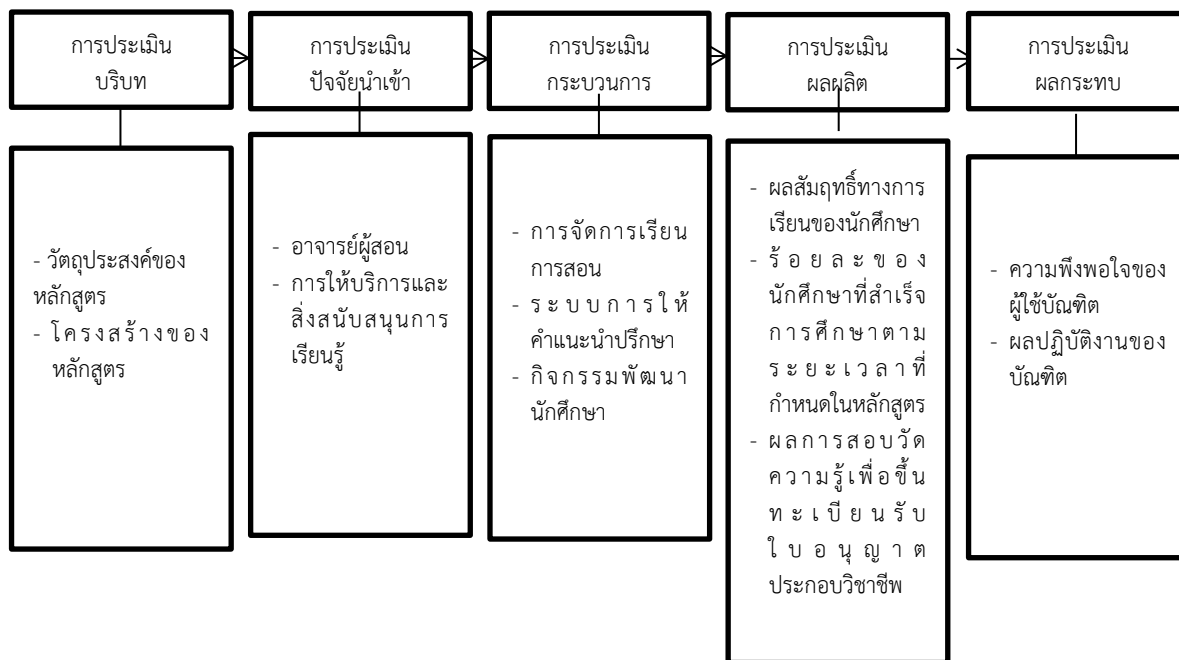 การประเมิน
บริบท
การประเมิน
ปัจจัยนำเข้า
การประเมิน
กระบวนการ
การประเมิน
ผลผลิต
การประเมิน
ผลกระทบ
- วัตถุประสงค์ของ
หลักสูตร
- โครงสร้างของ
หลักสูตร
- อาจารย์ผู้สอน
- การให้บริการและ
สิ่งสนับสนุนการ
เรียนรู้
- การจัดการเรียน
การสอน
- ระบบการให้
คำแนะนำปรึกษา
- กิจกรรมพัฒนา
นักศึกษา
- ผลสัมฤทธิ์ทางการ
เรียนของนักศึกษา
- ร้อยละของ
นักศึกษาที่สำเร็จ
การศึกษาตาม
ระยะเวลาที่
กำหนดในหลักสูตร
- ผลการสอบวัด
ความรู้เพื่อขึ้น
ทะเบียนรับ
ใบอนุญาต
ประกอบวิชาชีพ
- ความพึงพอใจของ
ผู้ใช้บัณฑิต
- ผลปฏิบัติงานของ
บัณฑิต